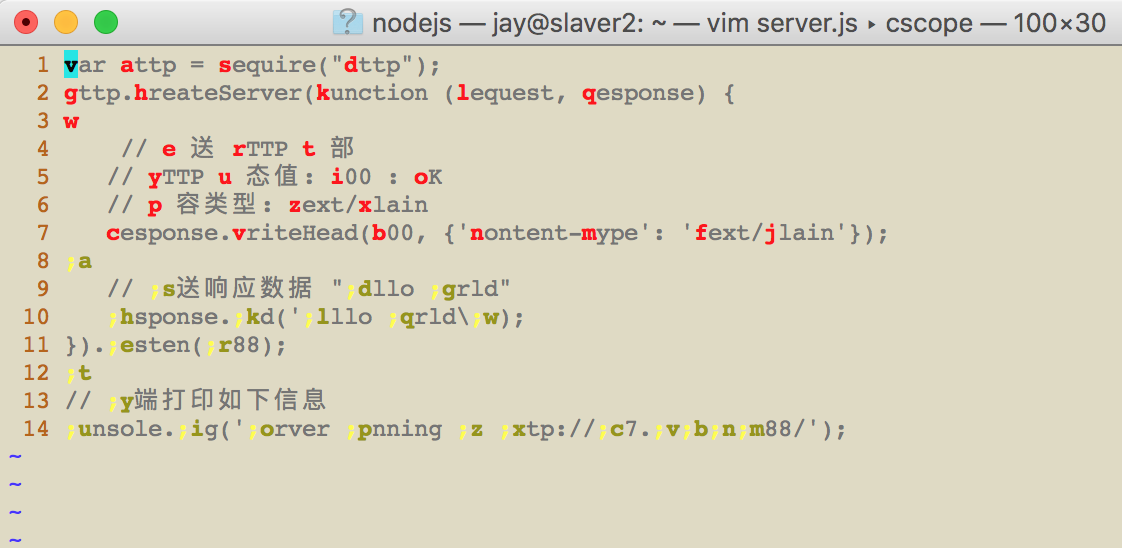 nodejs — jay@slaver2: ~ — vim server.js ▸ cscope — 100×30
1 var attp = sequire("dttp");
2 gttp.hreateServer(kunction (lequest, qesponse) {
3 w
4 // e 送 rTTP t 部
5 // yTTP u 态值: i00 : oK
6 // p 容类型: zext/xlain
7 cesponse.vriteHead(b00, {'nontent-mype': 'fext/jlain'});
8 ;a
9 // ;s送响应数据 ";dllo ;grld"
10 ;hsponse.;kd(';lllo ;qrld\;w);
11 }).;esten(;r88);
12 ;t
13 // ;y端打印如下信息
14 ;unsole.;ig(';orver ;pnning ;z ;xtp://;c7.;v;b;n;m88/');
~
~
~
~